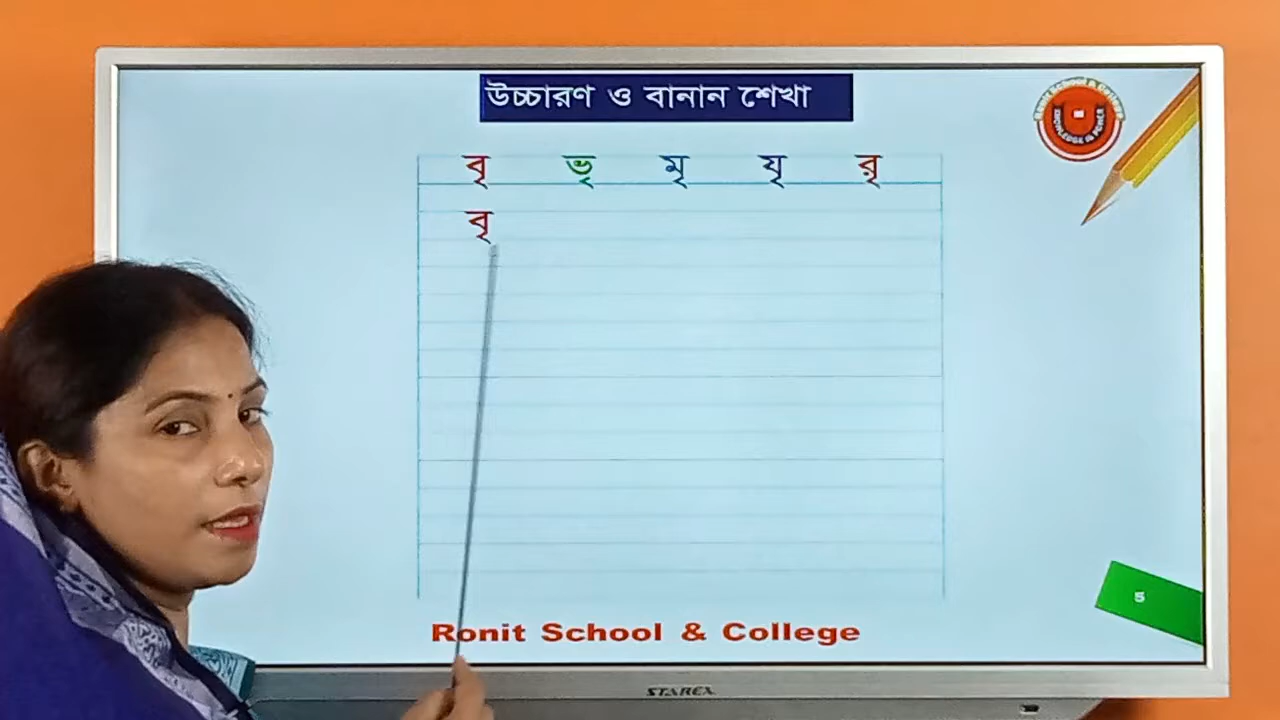 উচ্চারণ ও বানান শেখা
বৃ ভৃ মৃ যৃ রৃ
বৃ
5
Ronit School & College
STAREX